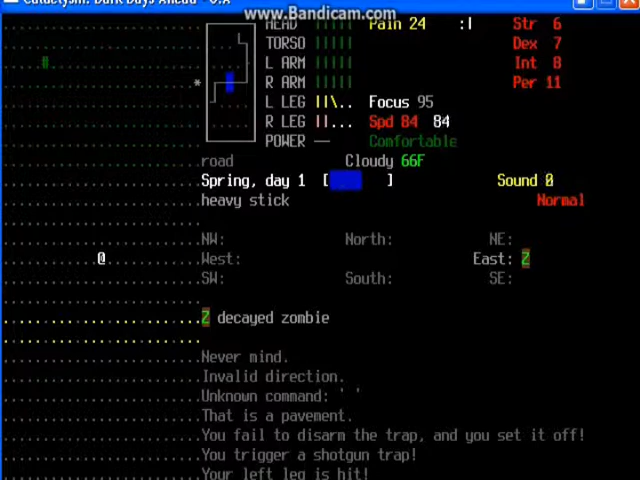 Cataclysm: Dark Days Ahead - 0.A
www.Bandicam.com
HEAD Pain 24 :| Str 6
TORSO Dex 7
L ARM Int 8
R ARM Per 11
L LEG ||\.. Focus 95
R LEG ||... Spd 84 84
POWER — Comfortable
road Cloudy 66F
Spring, day 1 [ ] Sound 0
heavy stick Normal
NW: North: NE:
West: East: Z
SW: South: SE:
@
Z decayed zombie
Never mind.
Invalid direction.
Unknown command: ' '
That is a pavement.
You fail to disarm the trap, and you set it off!
You trigger a shotgun trap!
Your left leg is hit!